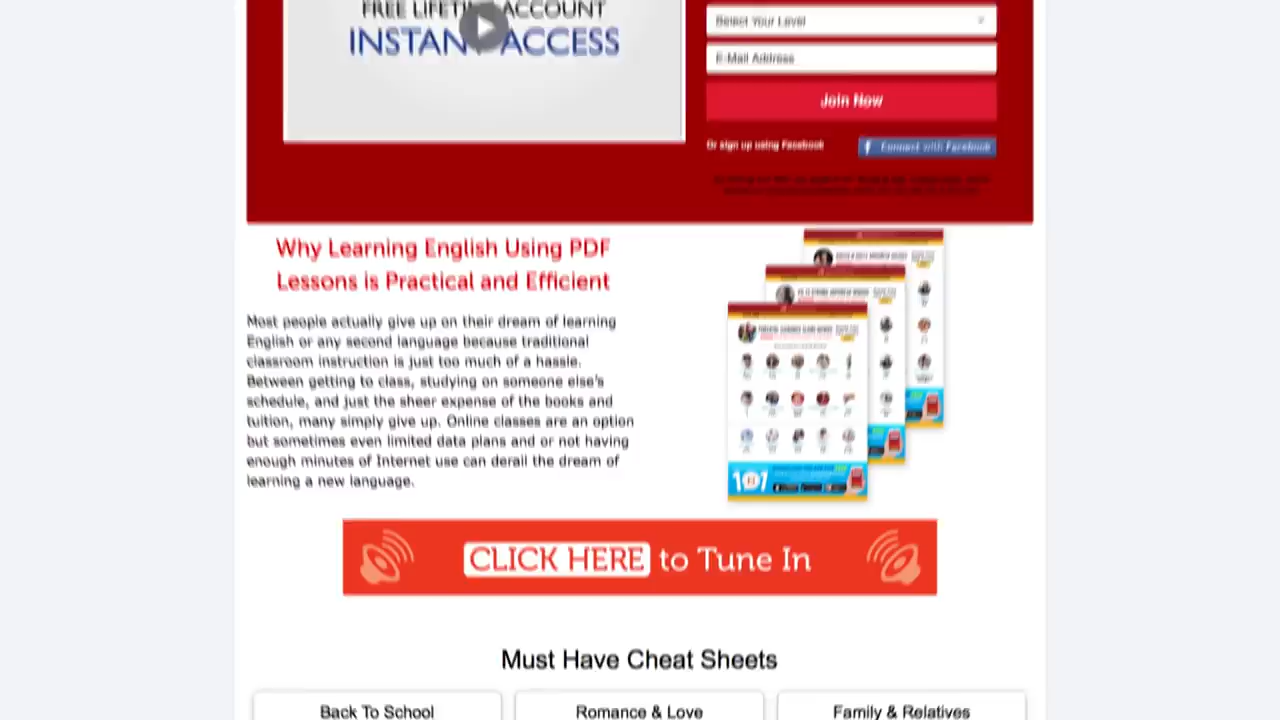 FREE LIFETIME ACCOUNT
INSTANT ACCESS
Select Your Level
E-Mail Address
Join Now
Or sign up using Facebook
Connect with Facebook
Why Learning English Using PDF
Lessons is Practical and Efficient
Most people actually give up on their dream of learning
English or any second language because traditional
classroom instruction is just too much of a hassle.
Between getting to class, studying on someone else's
schedule, and just the sheer expense of the books and
tuition, many simply give up. Online classes are an option
but sometimes even limited data plans and or not having
enough minutes of Internet use can derail the dream of
learning a new language.
101
CLICK HERE to Tune In
Must Have Cheat Sheets
Back To School
Romance & Love
Family & Relatives